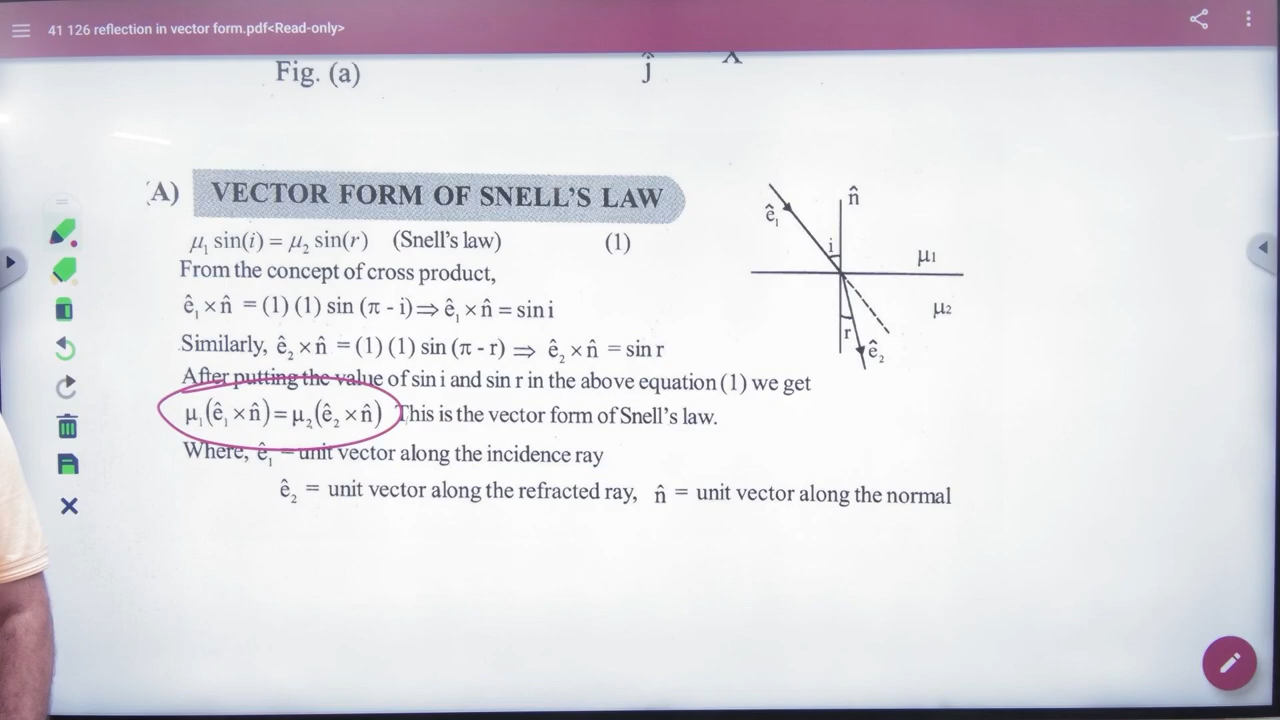 41 126 reflection in vector form.pdf<Read-only>
Fig. (a)
ĵ
(A) VECTOR FORM OF SNELL'S LAW
μ₁ sin(i) = μ₂ sin(r) (Snell's law) (1)
From the concept of cross product,
ê₁ × n̂ = (1) (1) sin (π - i) ⇒ ê₁ × n̂ = sin i
Similarly, ê₂ × n̂ = (1) (1) sin (π - r) ⇒ ê₂ × n̂ = sin r
After putting the value of sin i and sin r in the above equation (1) we get
μ₁(ê₁ × n̂) = μ₂(ê₂ × n̂) This is the vector form of Snell's law.
Where, ê₁ = unit vector along the incidence ray
ê₂ = unit vector along the refracted ray, n̂ = unit vector along the normal
n̂
ê₁
i
μ₁
μ₂
r
ê₂